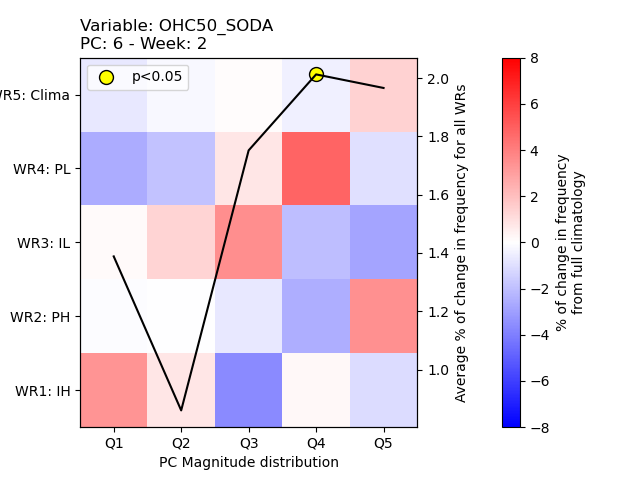 Variable: OHC50_SODA
PC: 6 - Week: 2
p<0.05
WR5: Clima
WR4: PL
WR3: IL
WR2: PH
WR1: IH
Q1 Q2 Q3 Q4 Q5
PC Magnitude distribution
2.0
1.8
1.6
1.4
1.2
1.0
Average % of change in frequency for all WRs
8
6
4
2
0
−2
−4
−6
−8
% of change in frequency
from full climatology